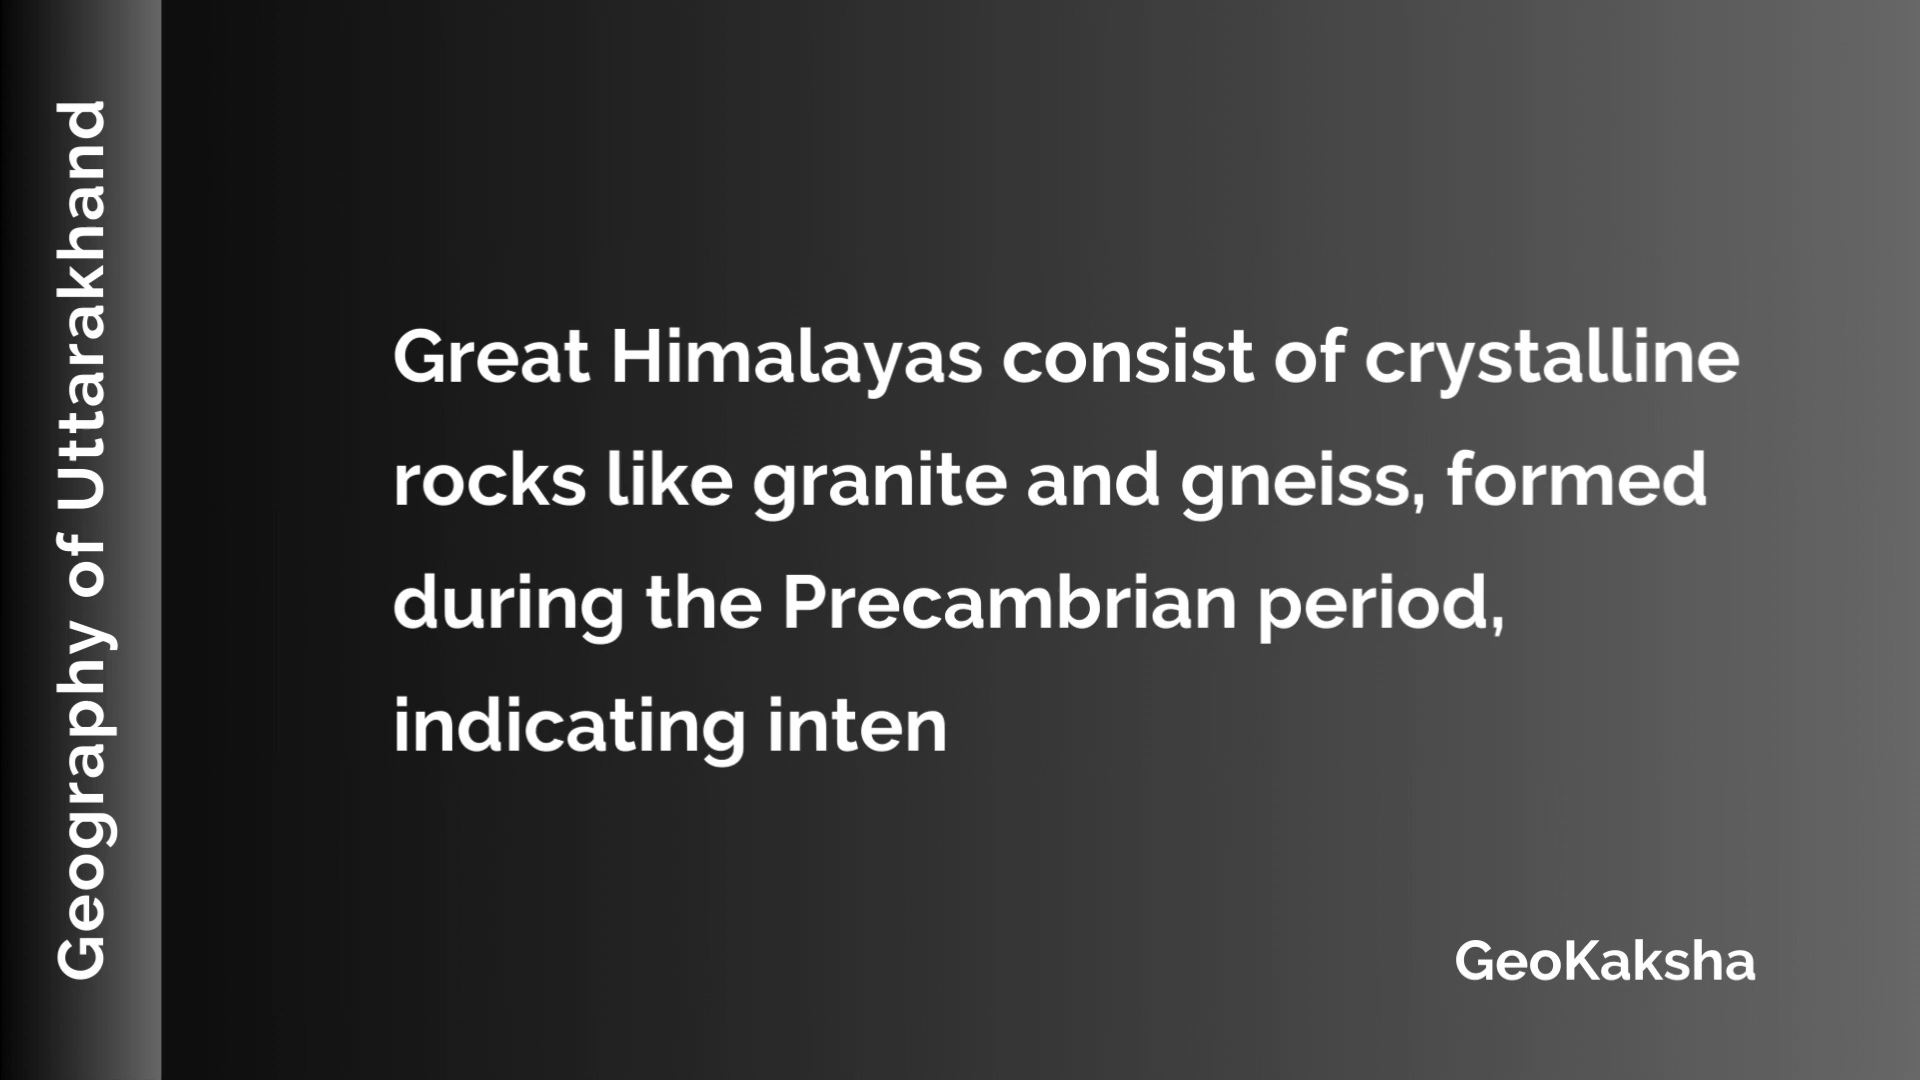 Geography of Uttarakhand
Great Himalayas consist of crystalline
rocks like granite and gneiss, formed
during the Precambrian period,
indicating inten
GeoKaksha